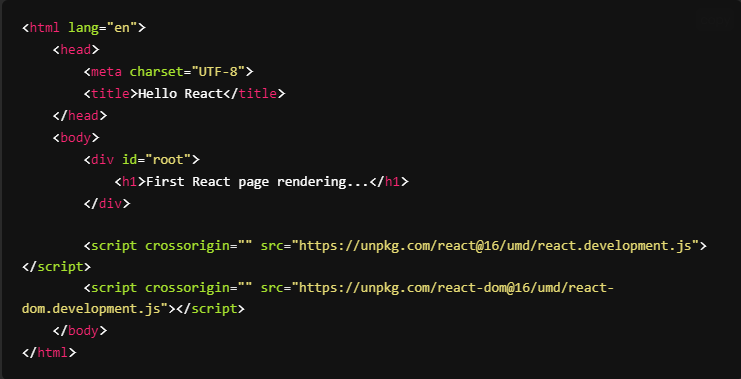 <html lang="en">
    <head>
        <meta charset="UTF-8">
        <title>Hello React</title>
    </head>
    <body>
        <div id="root">
            <h1>First React page rendering...</h1>
        </div>

        <script crossorigin="" src="https://unpkg.com/react@16/umd/react.development.js">
</script>
        <script crossorigin="" src="https://unpkg.com/react-dom@16/umd/react-
dom.development.js"></script>
    </body>
</html>